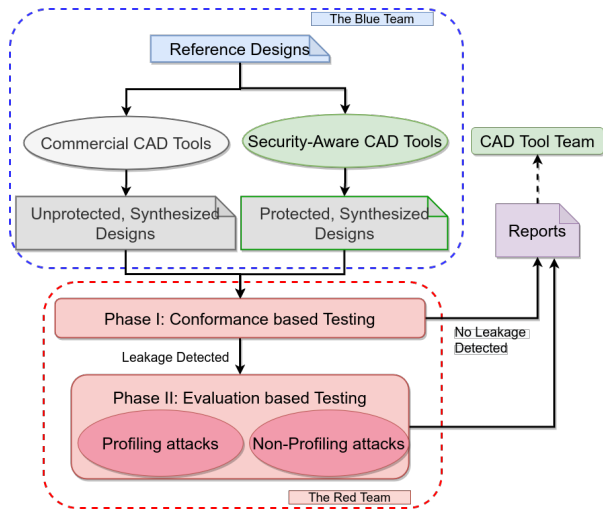 The Blue Team
Reference Designs
Commercial CAD Tools
Security-Aware CAD Tools
CAD Tool Team
Unprotected, Synthesized
Designs
Protected, Synthesized
Designs
Reports
Phase I: Conformance based Testing
No Leakage
Detected
Leakage Detected
Phase II: Evaluation based Testing
Profiling attacks
Non-Profiling attacks
The Red Team